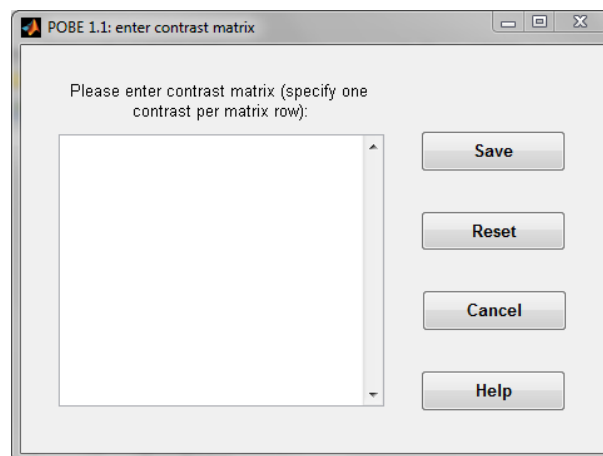 POBE 1.1: enter contrast matrix
Please enter contrast matrix (specify one
contrast per matrix row):
Save
Reset
Cancel
Help